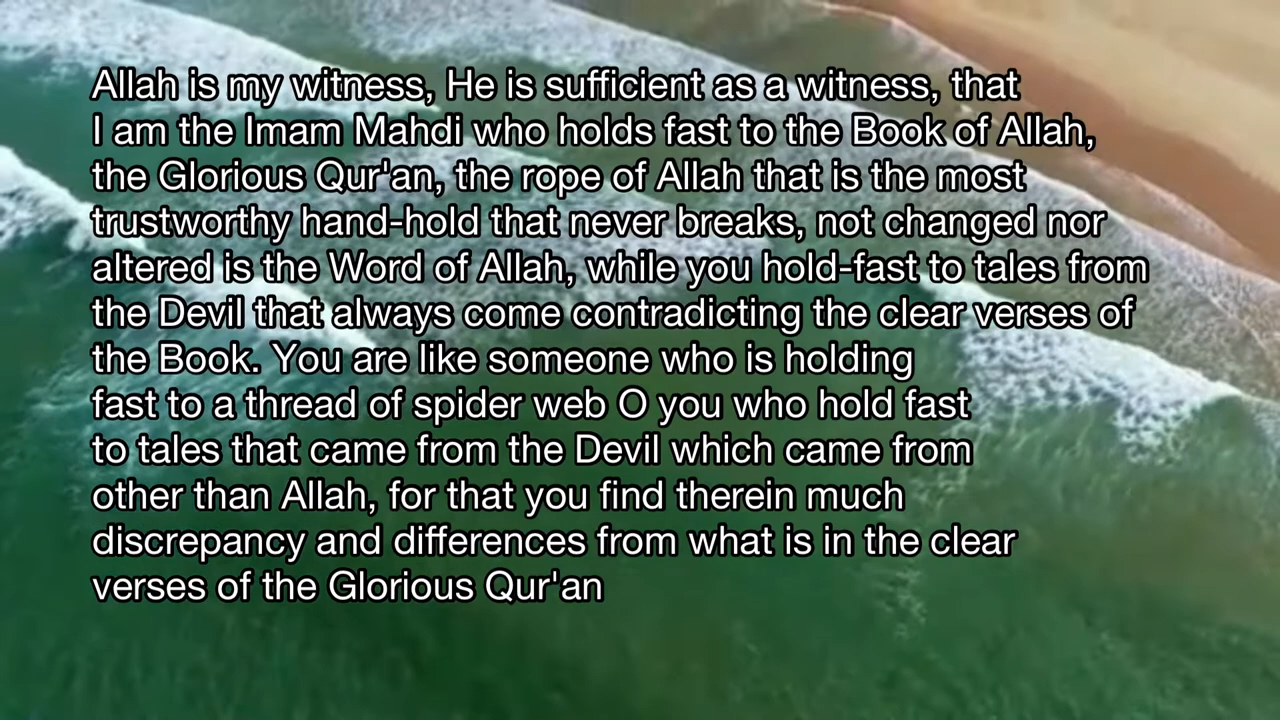 Allah is my witness, He is sufficient as a witness, that
I am the Imam Mahdi who holds fast to the Book of Allah,
the Glorious Qur'an, the rope of Allah that is the most
trustworthy hand-hold that never breaks, not changed nor
altered is the Word of Allah, while you hold-fast to tales from
the Devil that always come contradicting the clear verses of
the Book. You are like someone who is holding
fast to a thread of spider web O you who hold fast
to tales that came from the Devil which came from
other than Allah, for that you find therein much
discrepancy and differences from what is in the clear
verses of the Glorious Qur'an